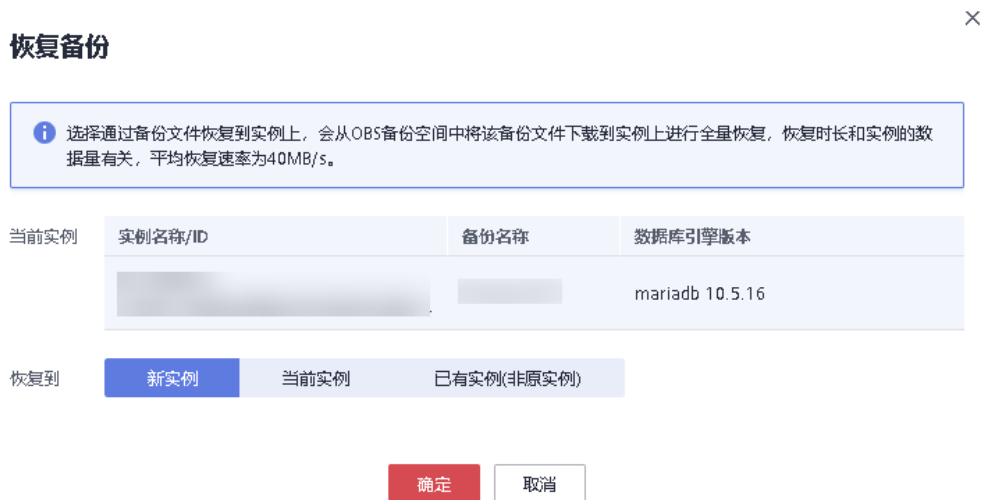 恢复备份
选择通过备份文件恢复到实例上，会从OBS备份空间中将该备份文件下载到实例上进行全量恢复，恢复时长和实例的数
据量有关，平均恢复速率为40MB/s。
当前实例 实例名称/ID 备份名称 数据库引擎版本
mariadb 10.5.16
恢复到 新实例 当前实例 已有实例(非原实例)
确定 取消